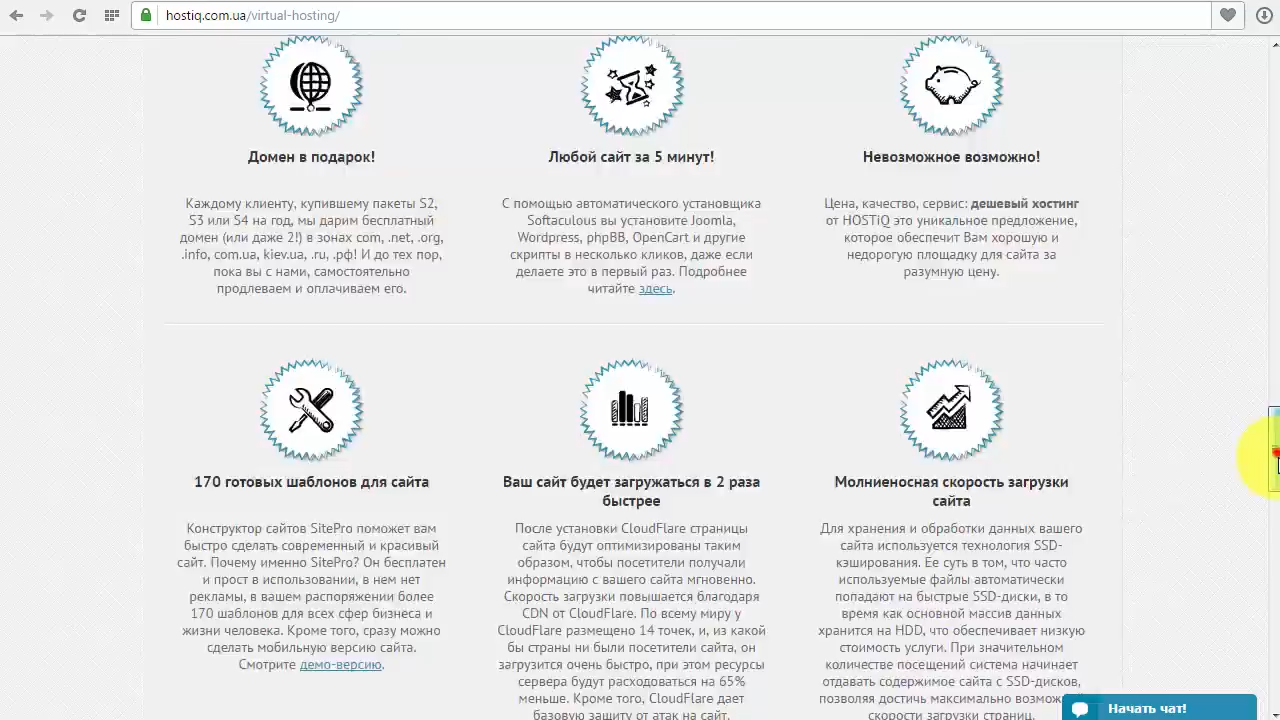 hostiq.com.ua/virtual-hosting/
Домен в подарок!
Каждому клиенту, купившему пакеты S2,
S3 или S4 на год, мы дарим бесплатный
домен (или даже 2!) в зонах com, .net, .org,
.info, com.ua, kiev.ua, .ru, .рф! И до тех пор,
пока вы с нами, самостоятельно
продлеваем и оплачиваем его.
Любой сайт за 5 минут!
С помощью автоматического установщика
Softaculous вы установите Joomla,
Wordpress, phpBB, OpenCart и другие
скрипты в несколько кликов, даже если
делаете это в первый раз. Подробнее
читайте здесь.
Невозможное возможно!
Цена, качество, сервис: дешевый хостинг
от HOSTiQ это уникальное предложение,
которое обеспечит Вам хорошую и
недорогую площадку для сайта за
разумную цену.
170 готовых шаблонов для сайта
Конструктор сайтов SitePro поможет вам
быстро сделать современный и красивый
сайт. Почему именно SitePro? Он бесплатен
и прост в использовании, в нем нет
рекламы, в вашем распоряжении более
170 шаблонов для всех сфер бизнеса и
жизни человека. Кроме того, сразу можно
сделать мобильную версию сайта.
Смотрите демо-версию.
Ваш сайт будет загружаться в 2 раза
быстрее
После установки CloudFlare страницы
сайта будут оптимизированы таким
образом, чтобы посетители получали
информацию с вашего сайта мгновенно.
Скорость загрузки повышается благодаря
CDN от CloudFlare. По всему миру у
CloudFlare размещено 14 точек, и, из какой
бы страны ни были посетители сайта, он
загрузится очень быстро, при этом ресурсы
сервера будут расходоваться на 65%
меньше. Кроме того, CloudFlare дает
базовую защиту от атак на сайт.
Молниеносная скорость загрузки
сайта
Для хранения и обработки данных вашего
сайта используется технология SSD-
кэширования. Ее суть в том, что часто
используемые файлы автоматически
попадают на быстрые SSD-диски, в то
время как основной массив данных
хранится на HDD, что обеспечивает низкую
стоимость услуги. При значительном
количестве посещений система начинает
отдавать содержимое сайта с SSD-дисков,
позволяя достичь максимально
скорости загрузки страниц.
Начать чат!